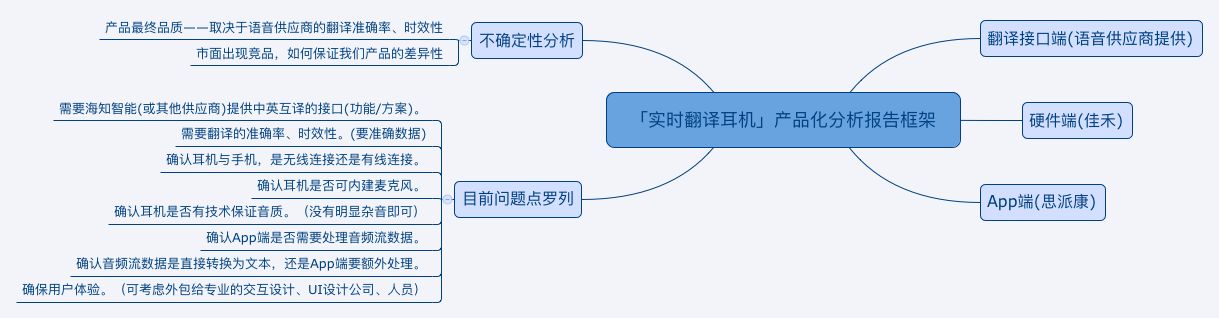 「实时翻译耳机」产品化分析报告框架
翻译接口端(语音供应商提供)
硬件端(佳禾)
App端(思派康)
不确定性分析
产品最终品质——取决于语音供应商的翻译准确率、时效性
市面出现竞品，如何保证我们产品的差异性
目前问题点罗列
需要海知智能(或其他供应商)提供中英互译的接口(功能/方案)。
需要翻译的准确率、时效性。(要准确数据)
确认耳机与手机，是无线连接还是有线连接。
确认耳机是否可内建麦克风。
确认耳机是否有技术保证音质。（没有明显杂音即可）
确认App端是否需要处理音频流数据。
确认音频流数据是直接转换为文本，还是App端要额外处理。
确保用户体验。（可考虑外包给专业的交互设计、UI设计公司、人员）